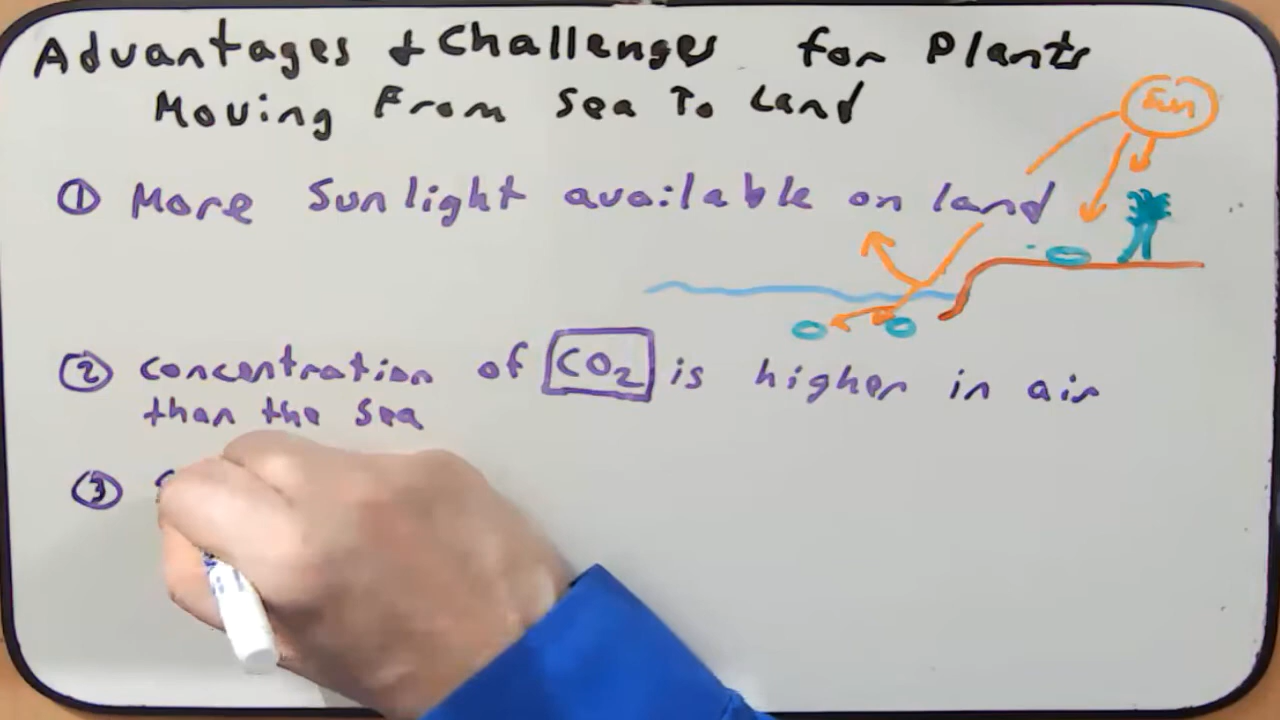 Advantages & Challenges for Plants
Moving From Sea To Land
Sun
① More Sunlight available on land
② Concentration of CO₂ is higher in air
than the Sea
③